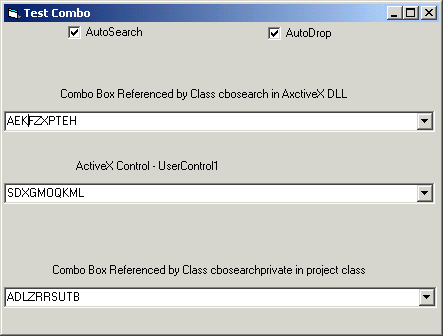 Test Combo
AutoSearch AutoDrop
Combo Box Referenced by Class cbosearch in AxctiveX DLL
AEKFZXPTEH
ActiveX Control - UserControl1
SDXGMOQKML
Combo Box Referenced by Class cbosearchprivate in project class
ADLZRRSUTB